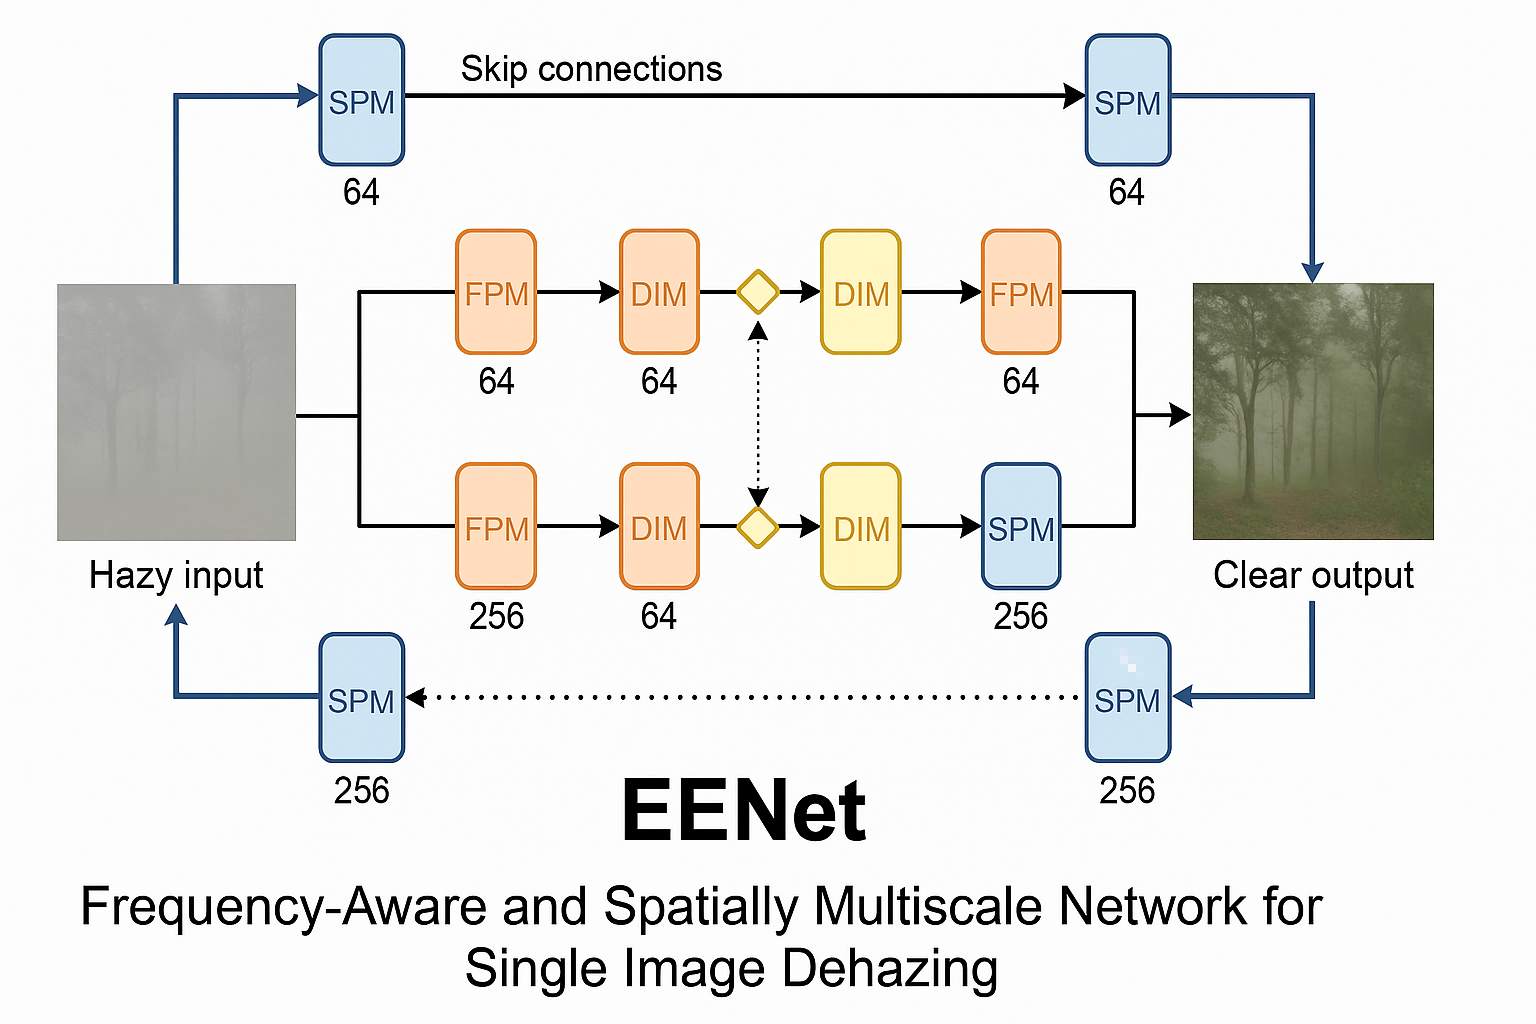 Skip connections
SPM
SPM
64
64
FPM
DIM
DIM
FPM
64
64
64
FPM
DIM
DIM
SPM
Hazy input
Clear output
256
64
256
SPM
SPM
256
256
EENet
Frequency-Aware and Spatially Multiscale Network for
Single Image Dehazing